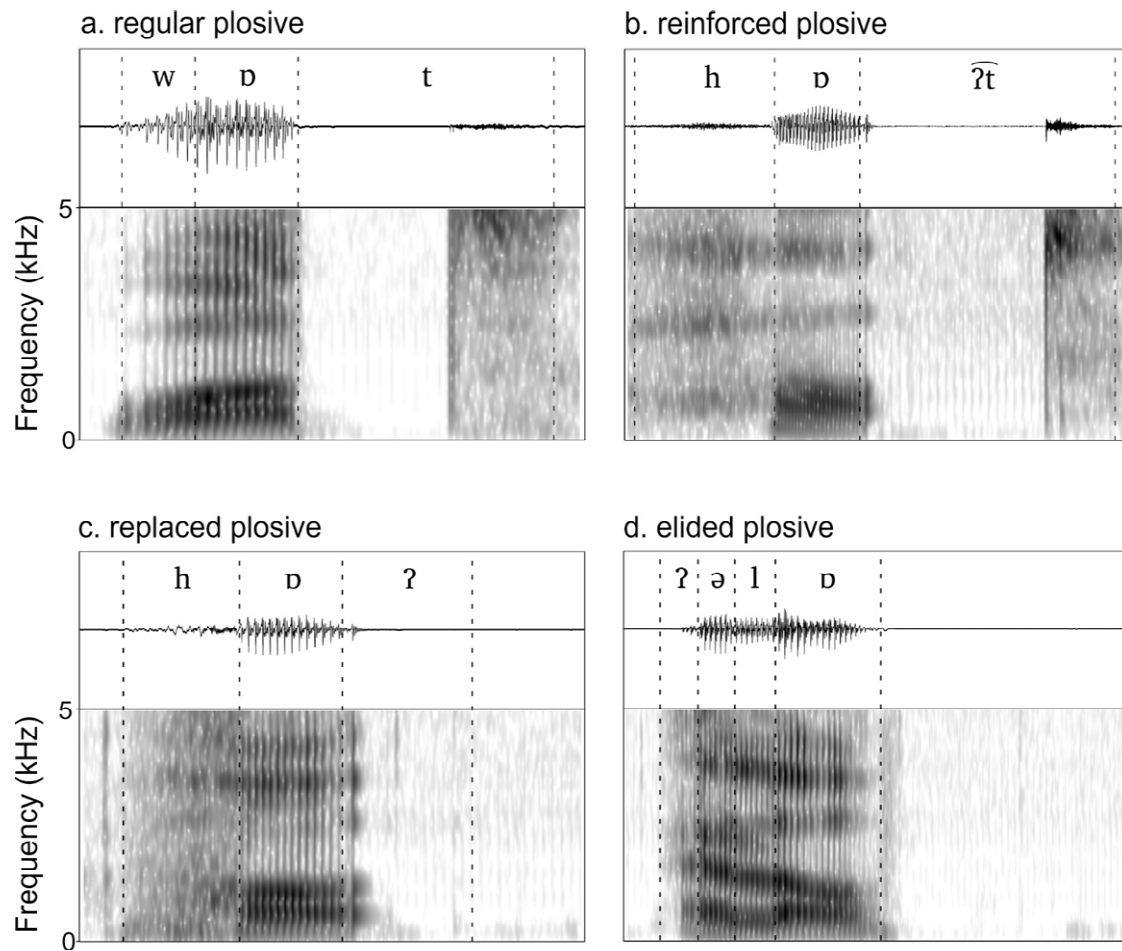 a. regular plosive
w ɒ t
5
Frequency (kHz)
0
b. reinforced plosive
h ɒ ʔ͡t
c. replaced plosive
h ɒ ʔ
5
Frequency (kHz)
0
d. elided plosive
ʔ ə l ɒ